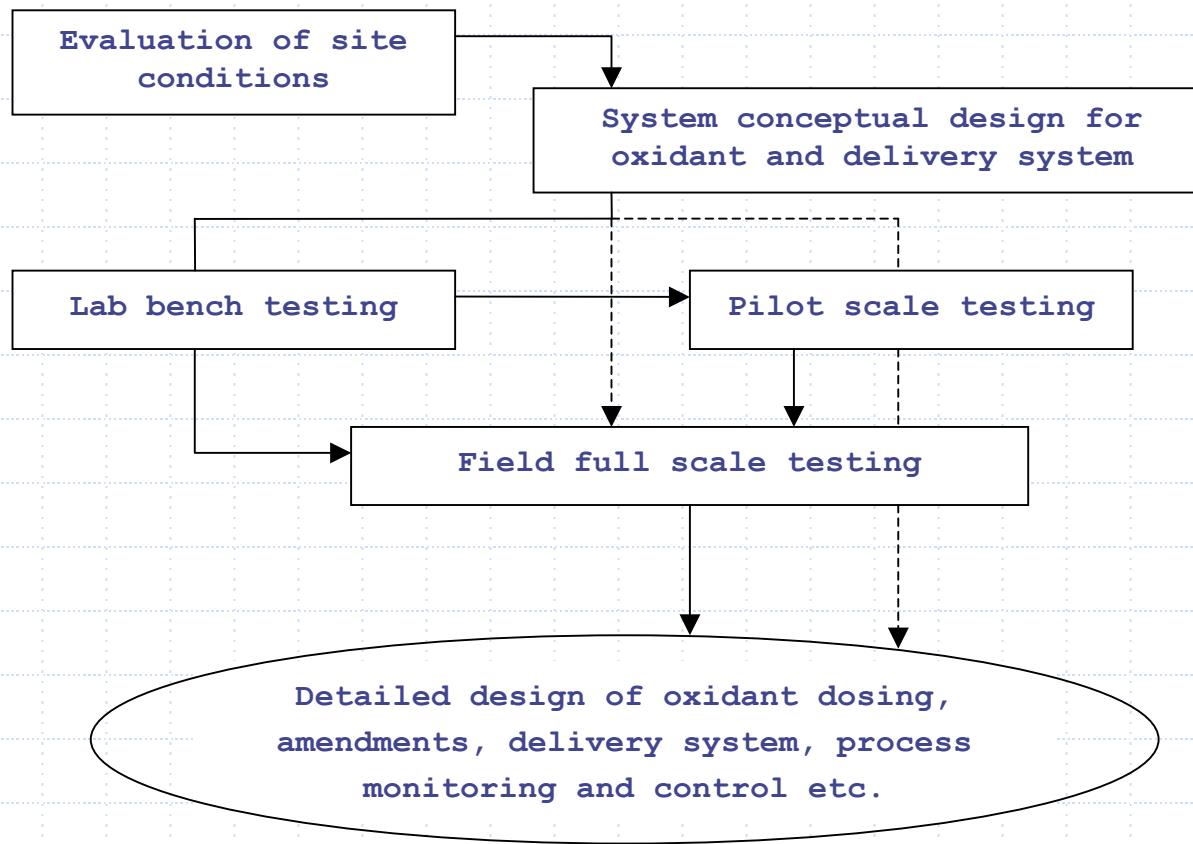 Evaluation of site
conditions
System conceptual design for
oxidant and delivery system
Lab bench testing
Pilot scale testing
Field full scale testing
Detailed design of oxidant dosing,
amendments, delivery system, process
monitoring and control etc.